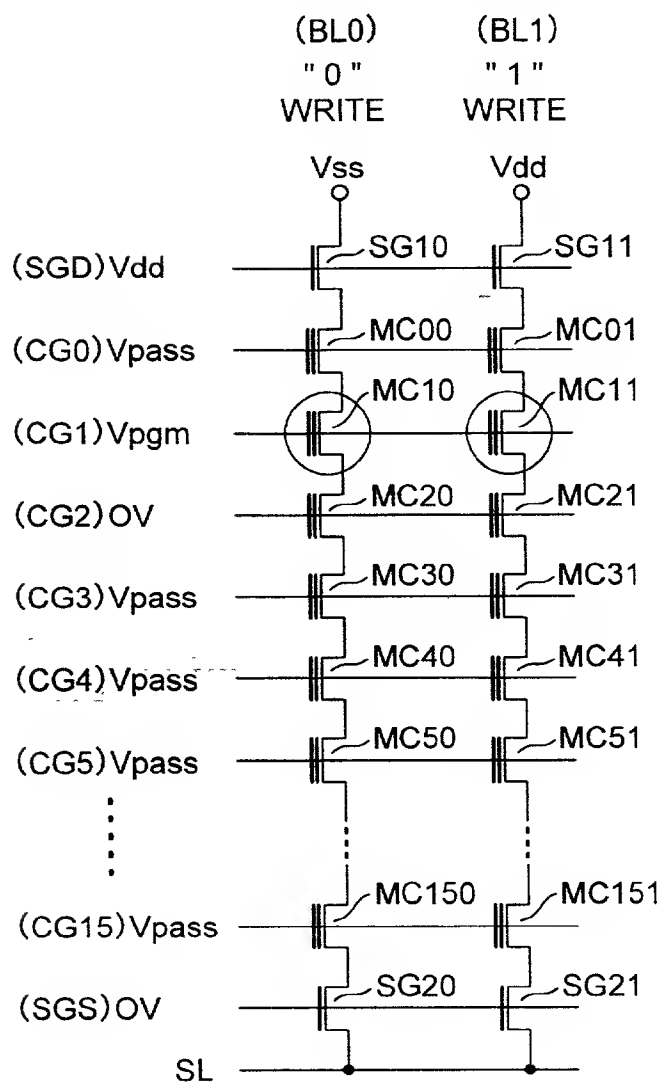 (BL0) (BL1)
"0" "1"
WRITE WRITE
Vss Vdd
(SGD)Vdd SG10 SG11
(CG0)Vpass MC00 MC01
(CG1)Vpgm MC10 MC11
(CG2)OV MC20 MC21
(CG3)Vpass MC30 MC31
(CG4)Vpass MC40 MC41
(CG5)Vpass MC50 MC51
(CG15)Vpass MC150 MC151
(SGS)OV SG20 SG21
SL